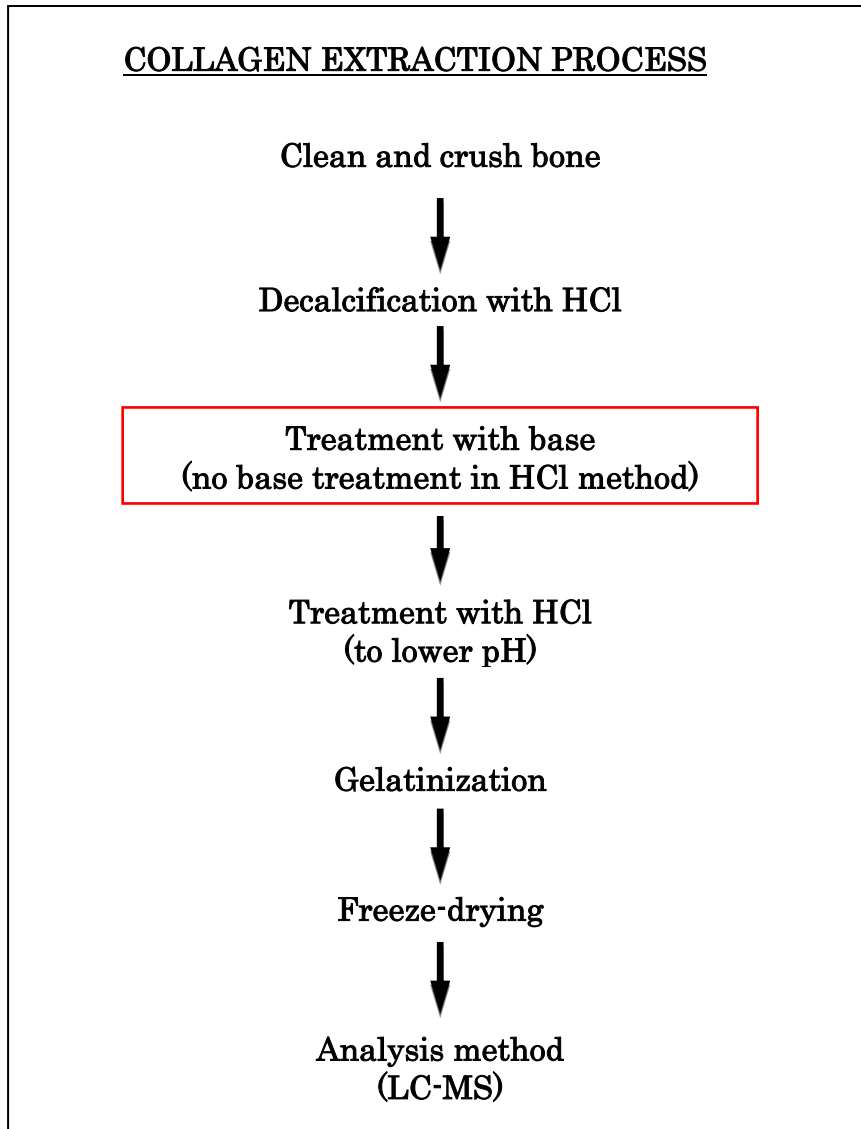 COLLAGEN EXTRACTION PROCESS
Clean and crush bone
Decalcification with HCl
Treatment with base
(no base treatment in HCl method)
Treatment with HCl
(to lower pH)
Gelatinization
Freeze-drying
Analysis method
(LC-MS)